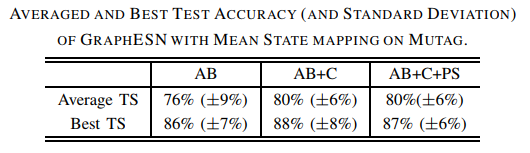 AVERAGED AND BEST TEST ACCURACY (AND STANDARD DEVIATION)
OF GRAPHESN WITH MEAN STATE MAPPING ON MUTAG.
AB AB+C AB+C+PS
Average TS 76% (±9%) 80% (±6%) 80%(±6%)
Best TS 86% (±7%) 88% (±8%) 87% (±6%)